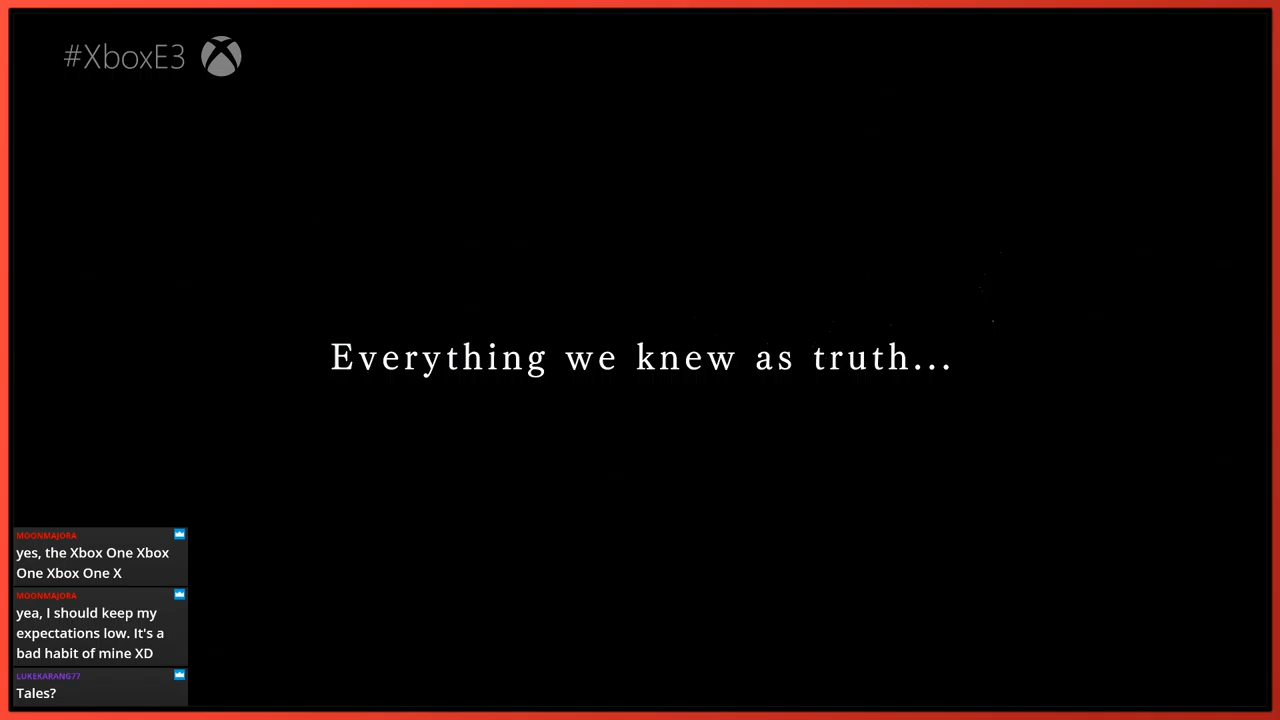 #XboxE3
Everything we knew as truth...
MOONMAJORA
yes, the Xbox One Xbox
One Xbox One X
MOONMAJORA
yea, I should keep my
expectations low. It's a
bad habit of mine XD
LUKEKARANG77
Tales?